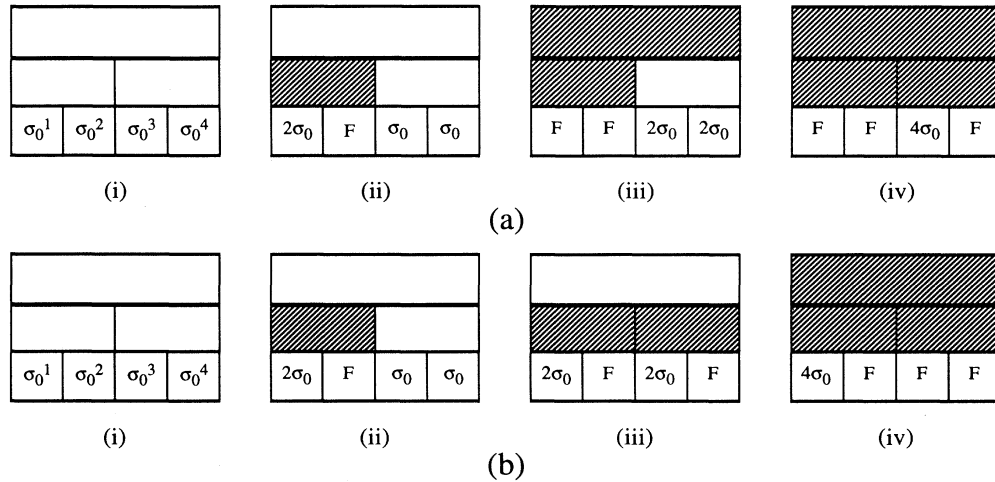 σ₀¹ σ₀² σ₀³ σ₀⁴ 2σ₀ F σ₀ σ₀ F F 2σ₀ 2σ₀ F F 4σ₀ F
(i) (ii) (iii) (iv)
(a)
σ₀¹ σ₀² σ₀³ σ₀⁴ 2σ₀ F σ₀ σ₀ 2σ₀ F 2σ₀ F 4σ₀ F F F
(i) (ii) (iii) (iv)
(b)